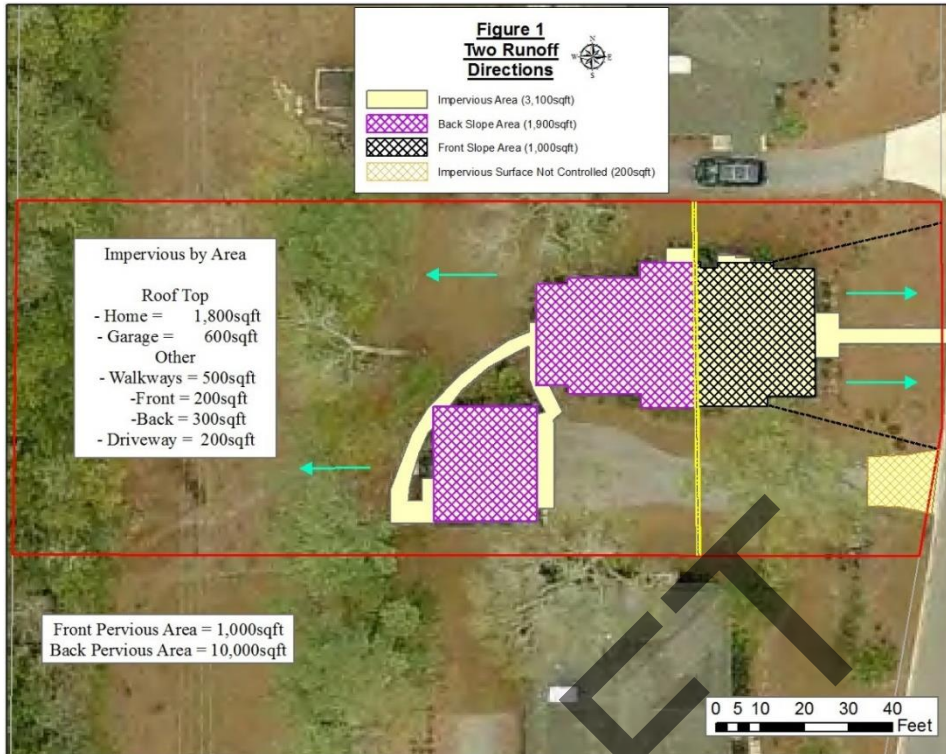 Figure 1
Two Runoff
Directions
N
W E
S
Impervious Area (3,100sqft)
Back Slope Area (1,900sqft)
Front Slope Area (1,000sqft)
Impervious Surface Not Controlled (200sqft)
Impervious by Area
Roof Top
- Home = 1,800sqft
- Garage = 600sqft
Other
- Walkways = 500sqft
-Front = 200sqft
-Back = 300sqft
- Driveway = 200sqft
Front Pervious Area = 1,000sqft
Back Pervious Area = 10,000sqft
0 5 10 20 30 40
Feet